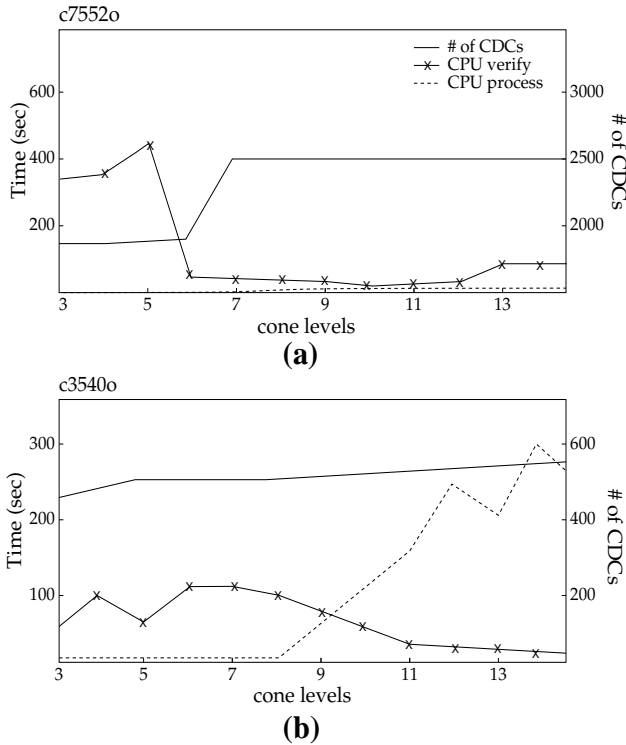 c7552o
# of CDCs
x CPU verify
CPU process
600
400
200
Time (sec)
3000
2500
2000
# of CDCs
3 5 7 9 11 13
cone levels
(a)
c3540o
300
200
100
Time (sec)
600
400
200
# of CDCs
3 5 7 9 11 13
cone levels
(b)